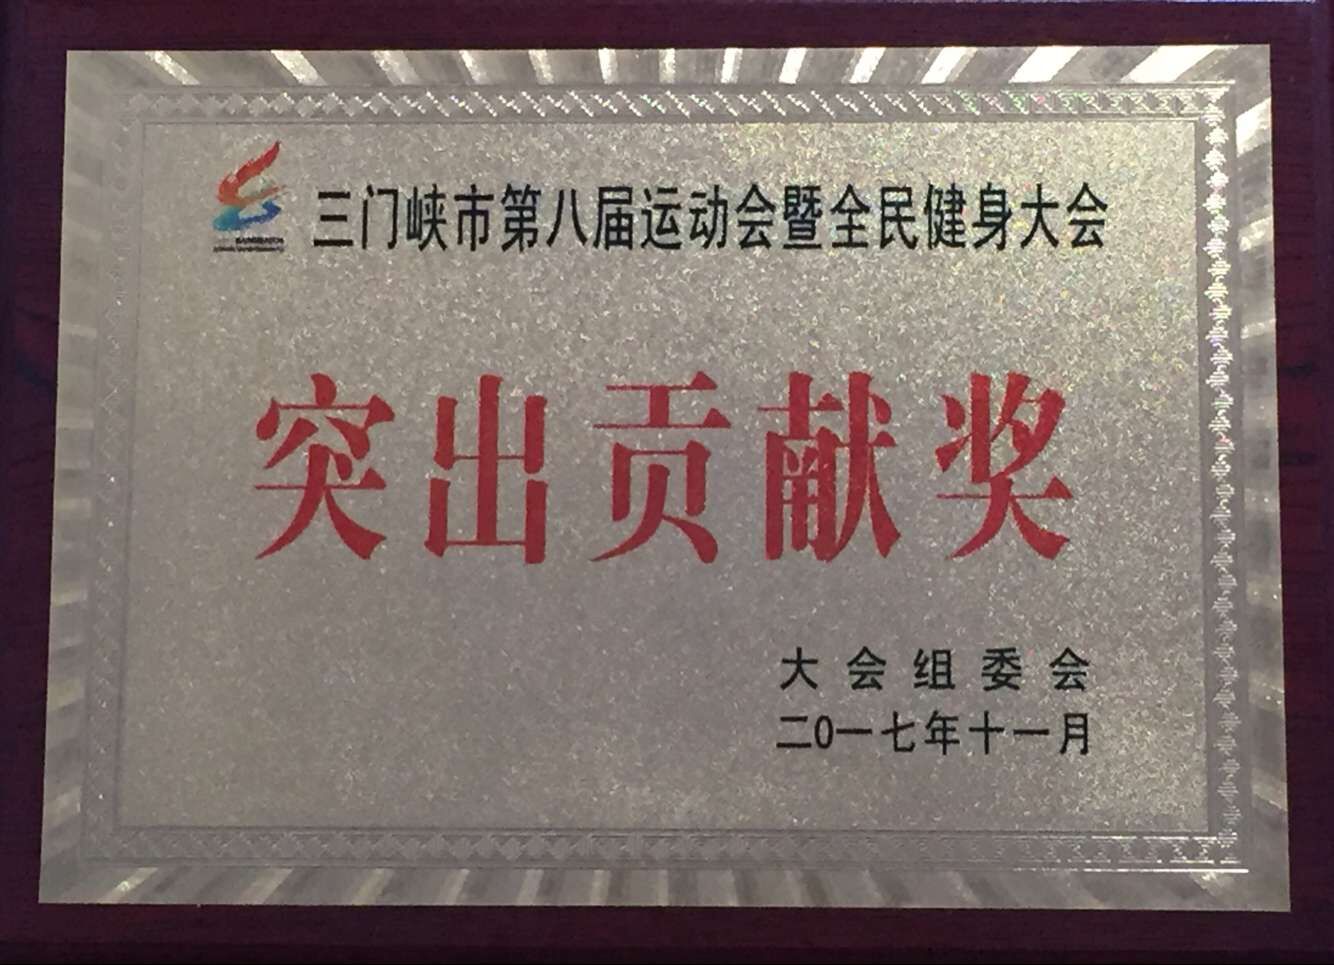 三门峡市第八届运动会暨全民健身大会
突出贡献奖
大会组委会
二0一七年十一月